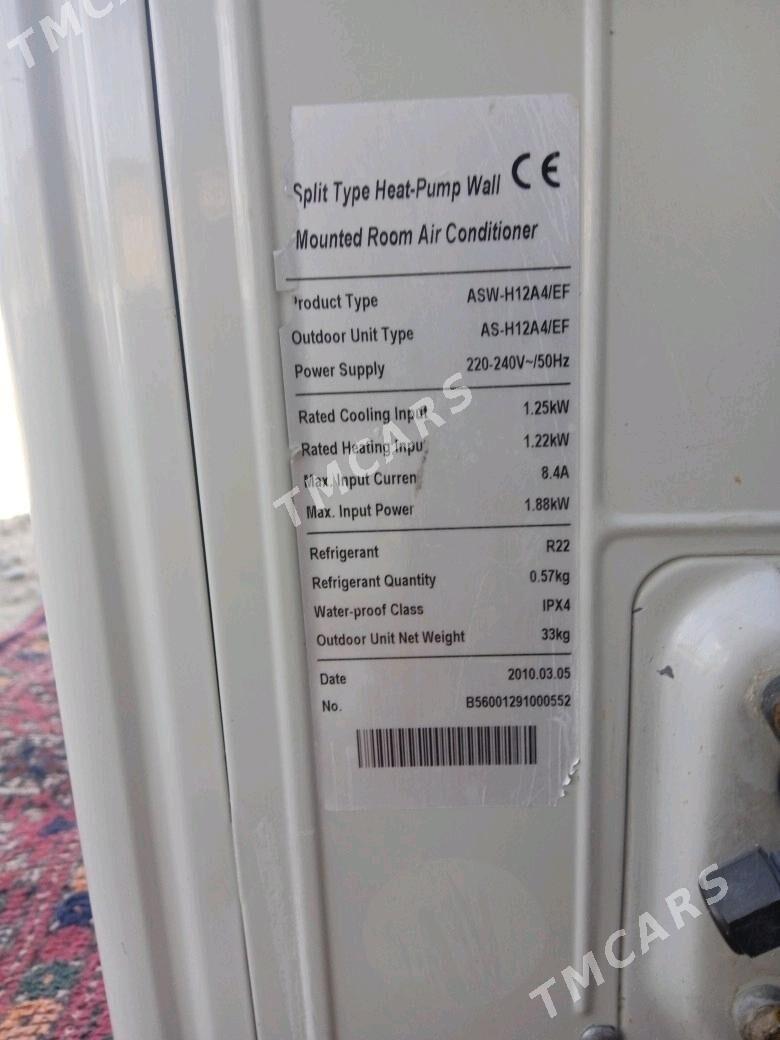 TMCARS
CE
Split Type Heat-Pump Wall
Mounted Room Air Conditioner
Product Type ASW-H12A4/EF
Outdoor Unit Type AS-H12A4/EF
Power Supply 220-240V~/50Hz
Rated Cooling Input 1.25kW
Rated Heating Input 1.22kW
Max. Input Curren 8.4A
Max. Input Power 1.88kW
TMCARS
Refrigerant R22
Refrigerant Quantity 0.57kg
Water-proof Class IPX4
Outdoor Unit Net Weight 33kg
Date 2010.03.05
No. B56001291000552
TMCARS